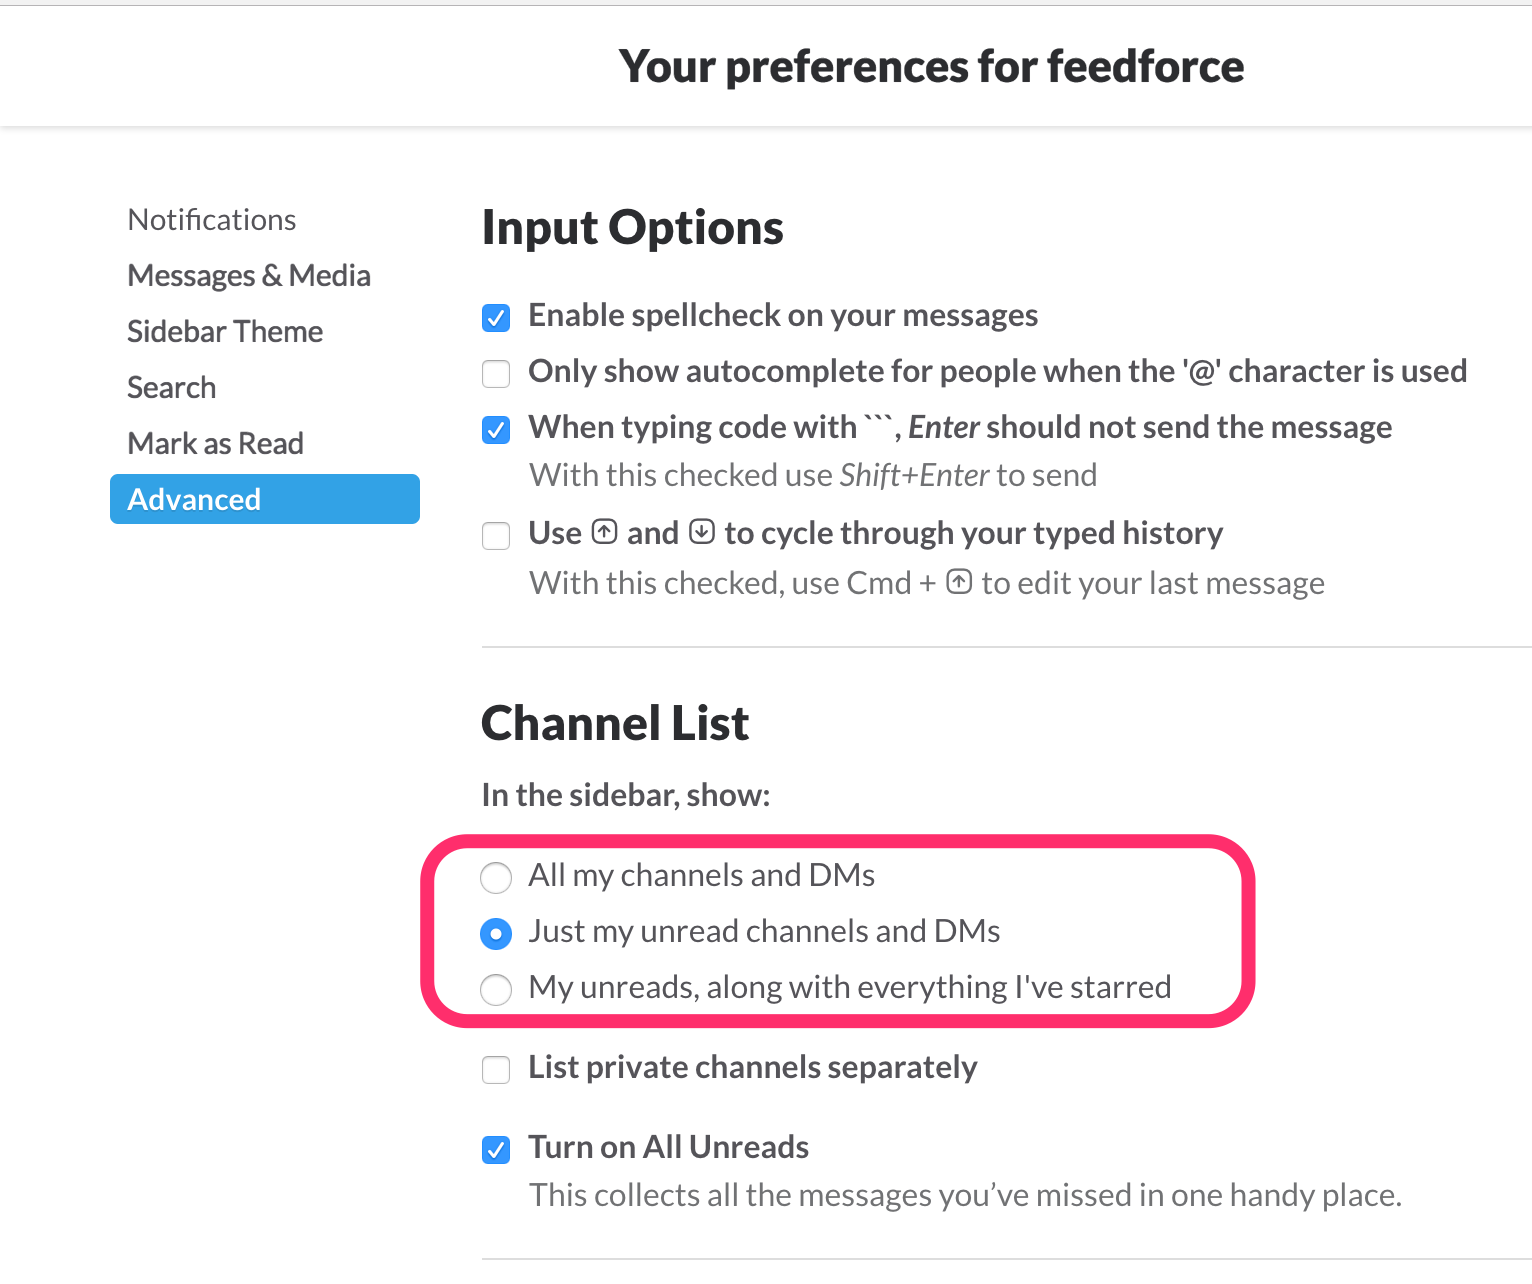 Your preferences for feedforce
Notifications
Messages & Media
Sidebar Theme
Search
Mark as Read
Advanced
Input Options
Enable spellcheck on your messages
Only show autocomplete for people when the '@' character is used
When typing code with ```, Enter should not send the message
With this checked use Shift+Enter to send
Use ↑ and ↓ to cycle through your typed history
With this checked, use Cmd + ↑ to edit your last message
Channel List
In the sidebar, show:
All my channels and DMs
Just my unread channels and DMs
My unreads, along with everything I've starred
List private channels separately
Turn on All Unreads
This collects all the messages you’ve missed in one handy place.